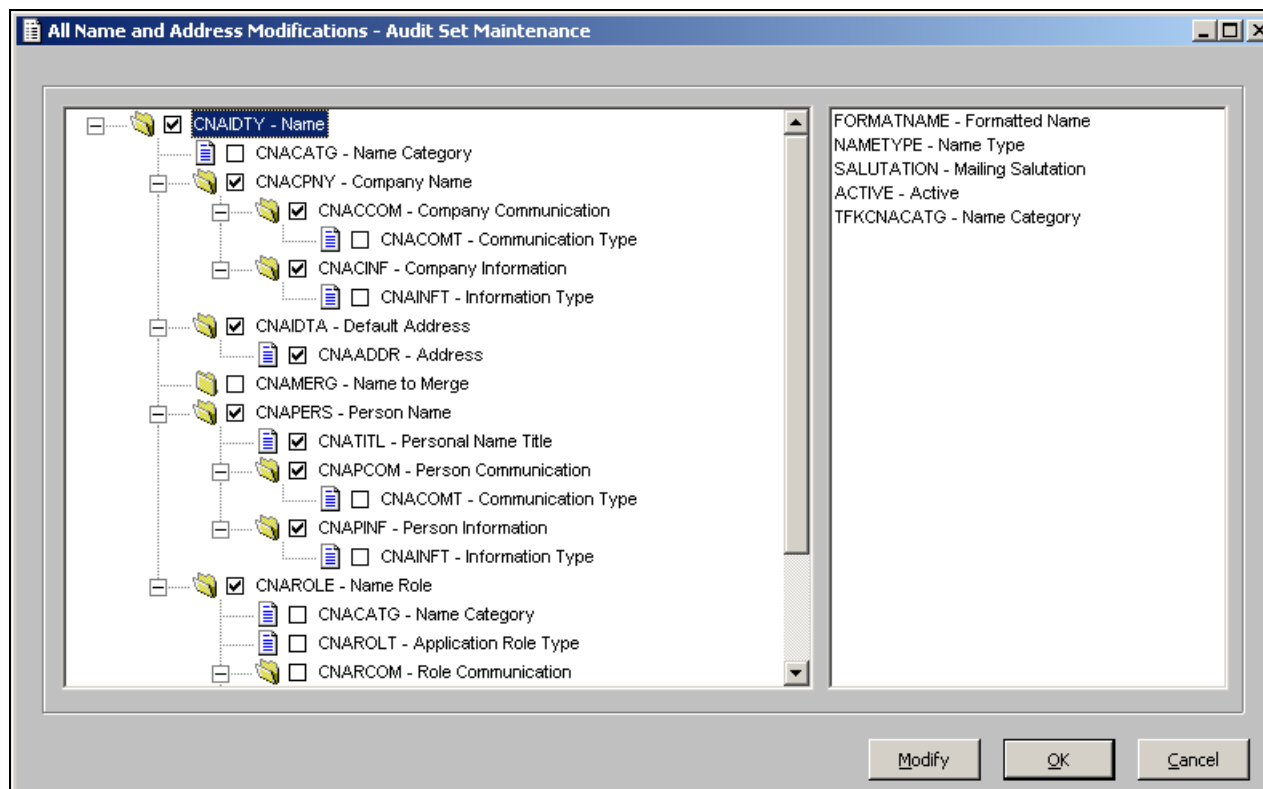 All Name and Address Modifications - Audit Set Maintenance
CNAIDTY - Name
CNACATG - Name Category
CNACPNY - Company Name
CNACCOM - Company Communication
CNACOMT - Communication Type
CNACINF - Company Information
CNAINFT - Information Type
CNAIDTA - Default Address
CNAADDR - Address
CNAMERG - Name to Merge
CNAPERS - Person Name
CNATITL - Personal Name Title
CNAPCOM - Person Communication
CNACOMT - Communication Type
CNAPINF - Person Information
CNAINFT - Information Type
CNAROLE - Name Role
CNACATG - Name Category
CNAROLT - Application Role Type
CNARCOM - Role Communication
FORMATNAME - Formatted Name
NAMETYPE - Name Type
SALUTATION - Mailing Salutation
ACTIVE - Active
TFKCNACATG - Name Category
Modify
OK
Cancel